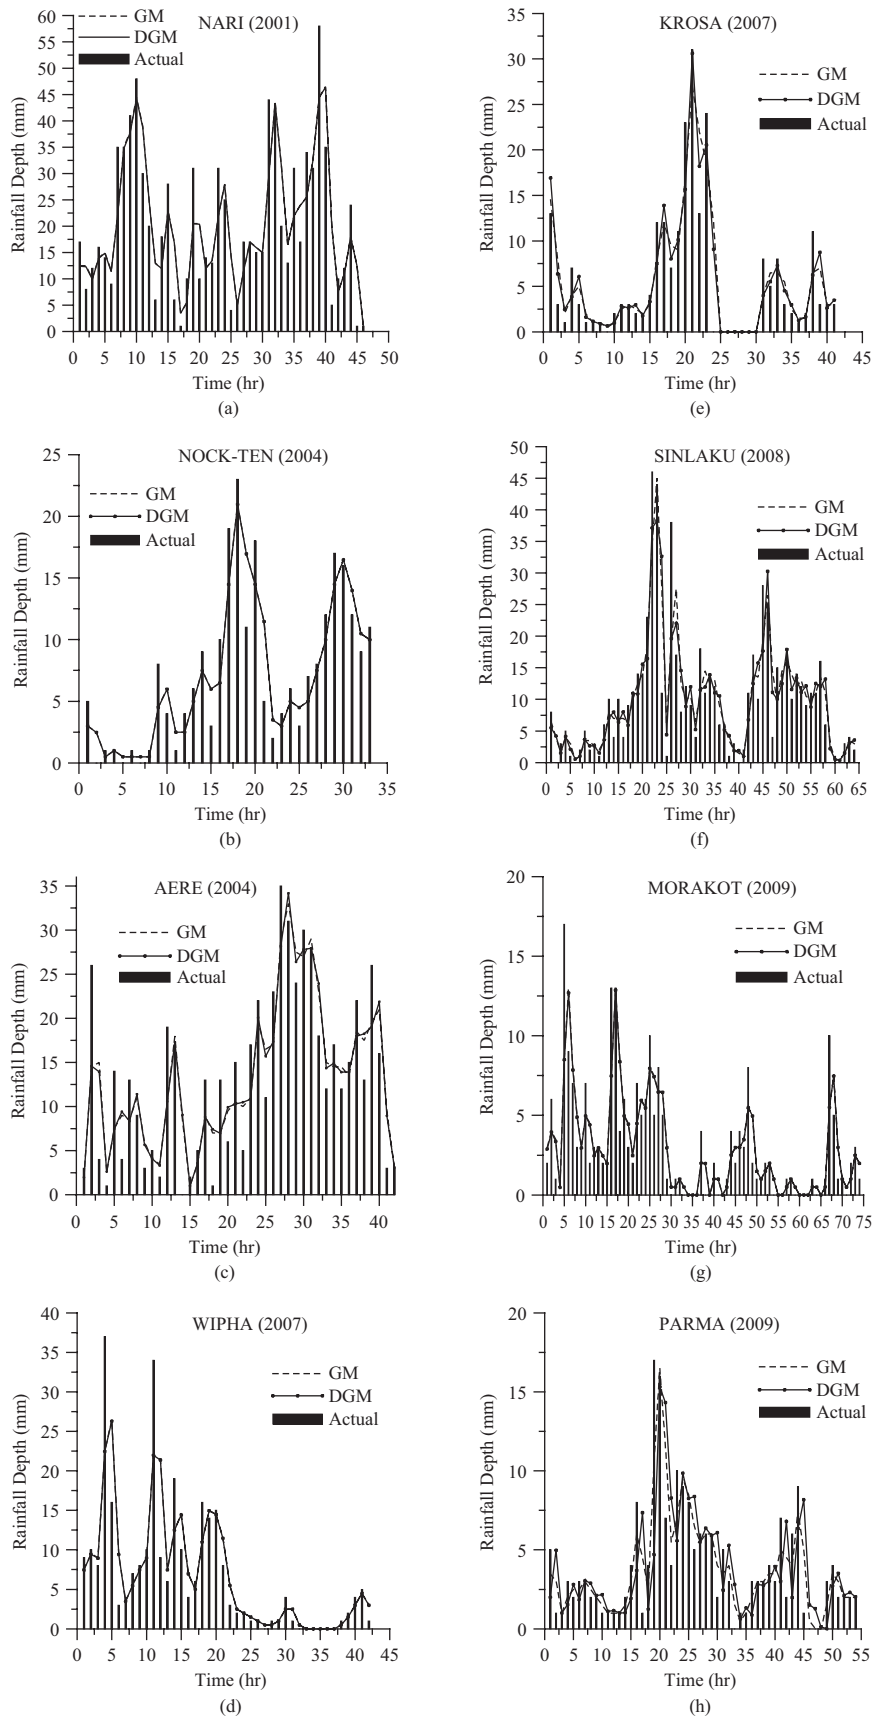 NARI (2001)
GM
DGM
Actual
60
55
50
45
40
35
30
25
20
15
10
5
0
Rainfall Depth (mm)
0 5 10 15 20 25 30 35 40 45 50
Time (hr)
(a)
KROSA (2007)
GM
DGM
Actual
35
30
25
20
15
10
5
0
Rainfall Depth (mm)
0 5 10 15 20 25 30 35 40 45
Time (hr)
(e)
NOCK-TEN (2004)
GM
DGM
Actual
25
20
15
10
5
0
Rainfall Depth (mm)
0 5 10 15 20 25 30 35
Time (hr)
(b)
SINLAKU (2008)
GM
DGM
Actual
50
45
40
35
30
25
20
15
10
5
0
Rainfall Depth (mm)
0 5 10 15 20 25 30 35 40 45 50 55 60 65
Time (hr)
(f)
AERE (2004)
GM
DGM
Actual
35
30
25
20
15
10
5
0
Rainfall Depth (mm)
0 5 10 15 20 25 30 35 40
Time (hr)
(c)
MORAKOT (2009)
GM
DGM
Actual
20
15
10
5
0
Rainfall Depth (mm)
0 5 10 15 20 25 30 35 40 45 50 55 60 65 70 75
Time (hr)
(g)
WIPHA (2007)
GM
DGM
Actual
40
35
30
25
20
15
10
5
0
Rainfall Depth (mm)
0 5 10 15 20 25 30 35 40 45
Time (hr)
(d)
PARMA (2009)
GM
DGM
Actual
20
15
10
5
0
Rainfall Depth (mm)
0 5 10 15 20 25 30 35 40 45 50 55
Time (hr)
(h)